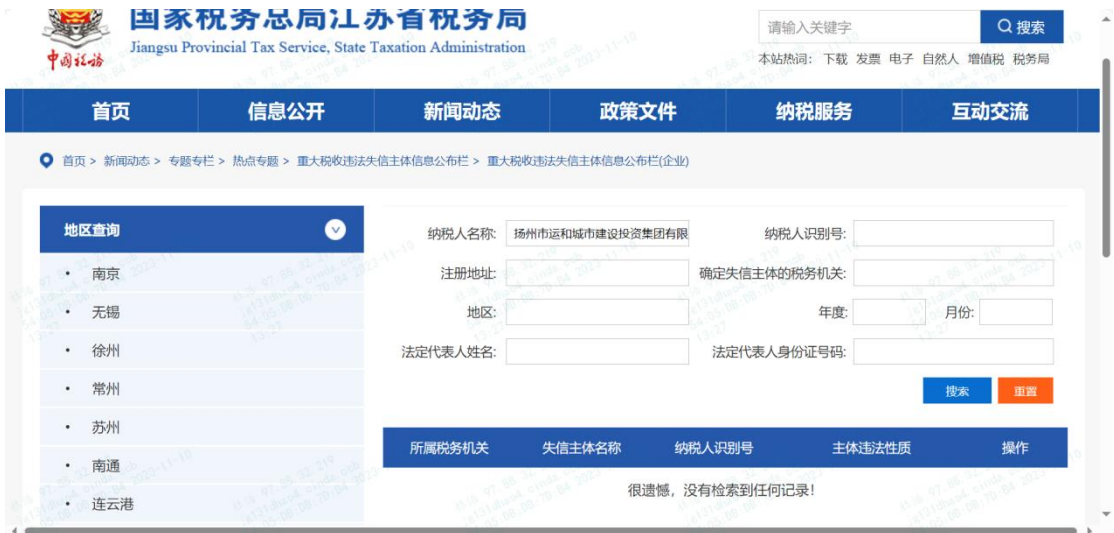 国家税务总局江苏省税务局
Jiangsu Provincial Tax Service, State Taxation Administration
中国税务
请输入关键字
搜索
本站热词： 下载 发票 电子 自然人 增值税 税务局
首页 信息公开 新闻动态 政策文件 纳税服务 互动交流
首页 > 新闻动态 > 专题专栏 > 热点专题 > 重大税收违法失信主体信息公布栏 > 重大税收违法失信主体信息公布栏(企业)
地区查询
• 南京
• 无锡
• 徐州
• 常州
• 苏州
• 南通
• 连云港
纳税人名称: 扬州市运和城市建设投资集团有限 纳税人识别号:
注册地址: 确定失信主体的税务机关:
地区: 年度: 月份:
法定代表人姓名: 法定代表人身份证号码:
搜索 重置
所属税务机关 失信主体名称 纳税人识别号 主体违法性质 操作
很遗憾，没有检索到任何记录！